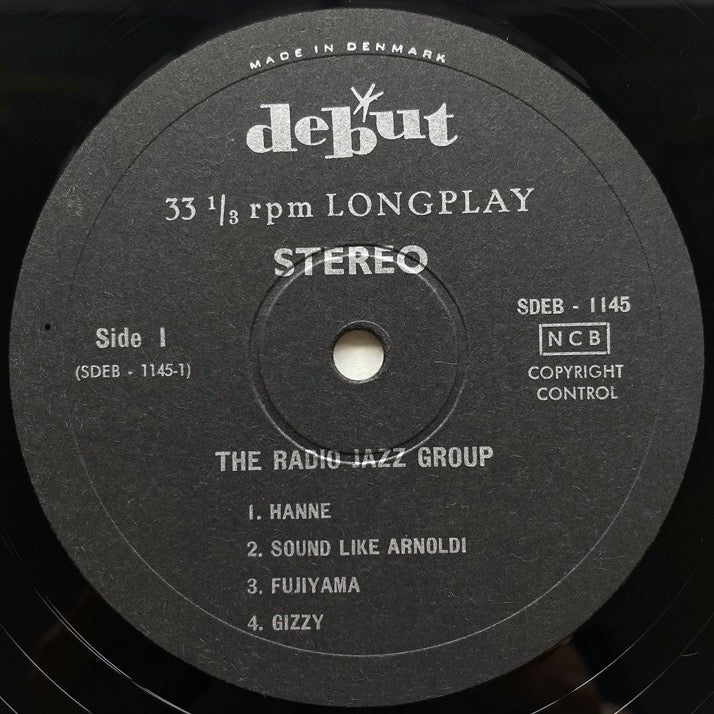 MADE IN DENMARK
debut
33 1/3 rpm LONGPLAY
STEREO
SDEB - 1145
Side 1
NCB
(SDEB - 1145-1)
COPYRIGHT
CONTROL
THE RADIO JAZZ GROUP
1. HANNE
2. SOUND LIKE ARNOLDI
3. FUJIYAMA
4. GIZZY